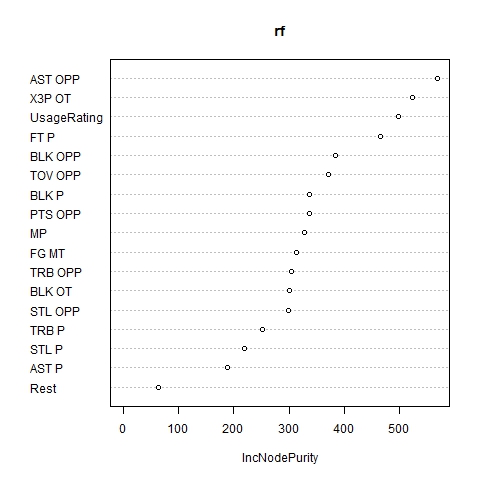 rf
AST OPP
X3P OT
UsageRating
FT P
BLK OPP
TOV OPP
BLK P
PTS OPP
MP
FG MT
TRB OPP
BLK OT
STL OPP
TRB P
STL P
AST P
Rest
0 100 200 300 400 500
IncNodePurity